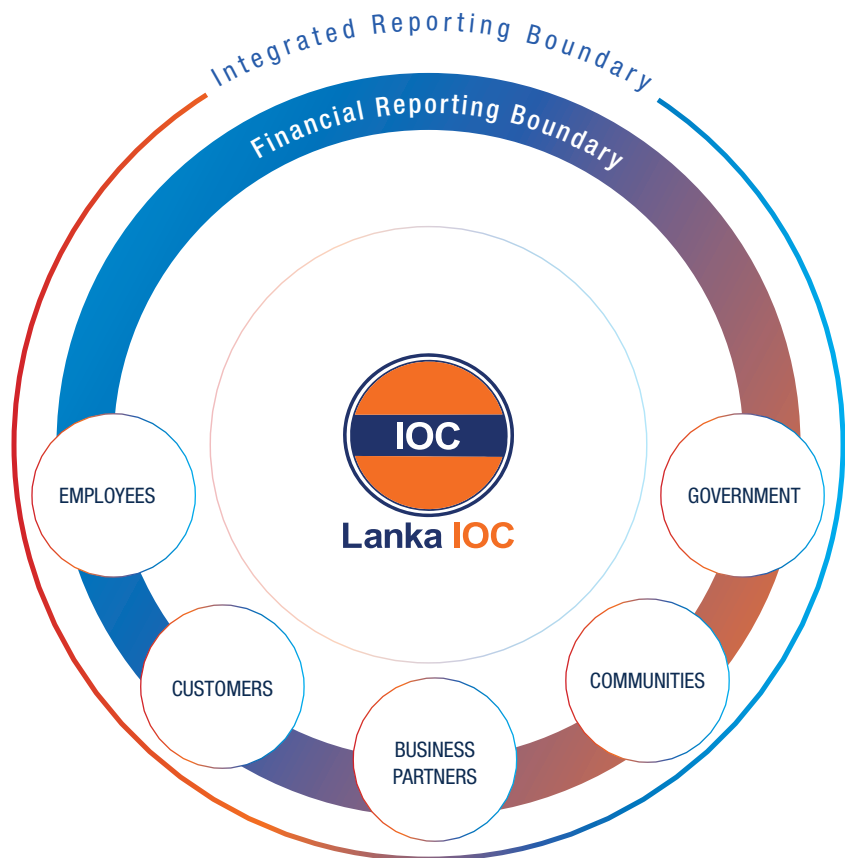 Integrated Reporting Boundary
Financial Reporting Boundary
IOC
Lanka IOC
EMPLOYEES
GOVERNMENT
CUSTOMERS
COMMUNITIES
BUSINESS
PARTNERS